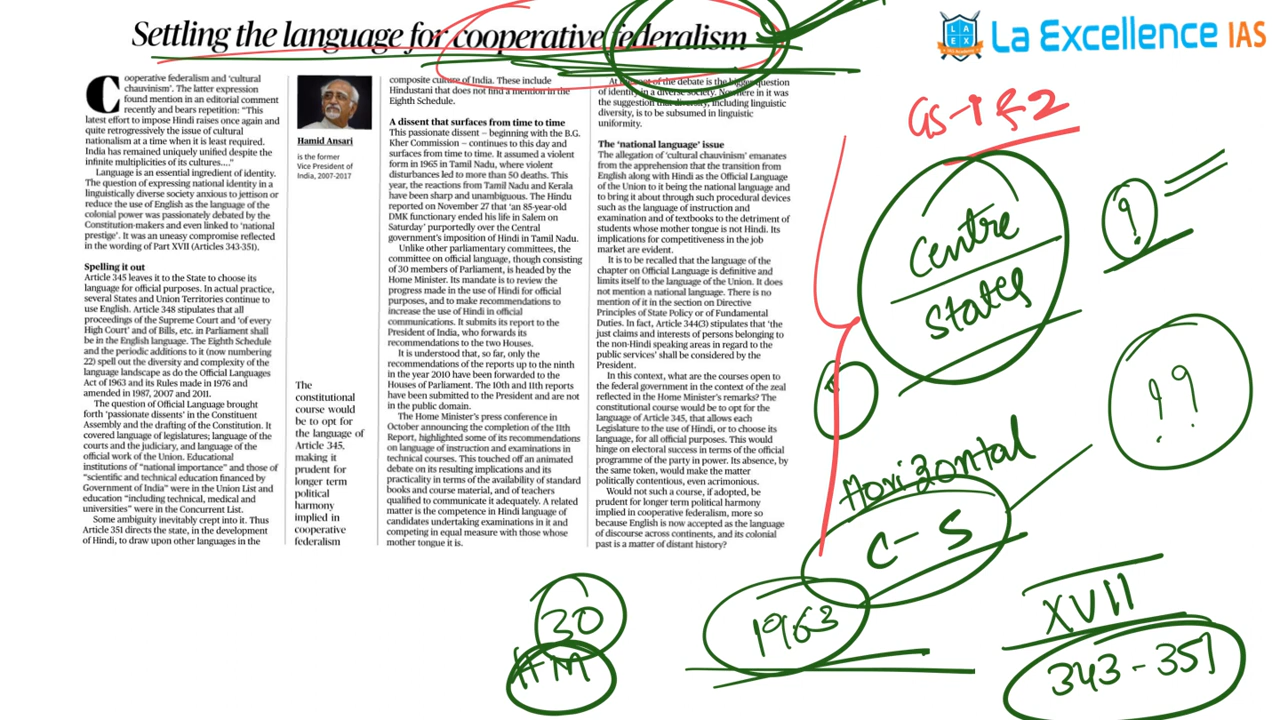 Settling the language for cooperative federalism
La Excellence IAS
Cooperative federalism and ‘cultural
chauvinism’. The latter expression
found mention in an editorial comment
recently and bears repetition: “This
latest effort to impose Hindi raises once again and
quite retrogressively the issue of cultural
nationalism at a time when it is least required.
India has remained uniquely unified despite the
infinite multiplicities of its cultures....”
Language is an essential ingredient of identity.
The question of expressing national identity in a
linguistically diverse society anxious to jettison or
reduce the use of English as the language of the
colonial power was passionately debated by the
Constitution-makers and even linked to ‘national
prestige’. It was an uneasy compromise reflected
in the wording of Part XVII (Articles 343-351).
Spelling it out
Article 345 leaves it to the State to choose its
language for official purposes. In actual practice,
several States and Union Territories continue to
use English. Article 348 stipulates that all
proceedings of the Supreme Court and ‘of every
High Court’ and of Bills, etc. in Parliament shall
be in the English language. The Eighth Schedule
and the periodic additions to it (now numbering
22) spell out the diversity and complexity of the
language landscape as do the Official Languages
Act of 1963 and its Rules made in 1976 and
amended in 1987, 2007 and 2011.
The question of Official Language brought
forth ‘passionate dissents’ in the Constituent
Assembly and the drafting of the Constitution. It
covered language of legislatures; language of the
courts and the judiciary, and language of the
official work of the Union. Educational
institutions of “national importance” and those of
“scientific and technical education financed by
Government of India” were in the Union List and
education “including technical, medical and
universities” were in the Concurrent List.
Some ambiguity inevitably crept into it. Thus
Article 351 directs the state, in the development
of Hindi, to draw upon other languages in the
Hamid Ansari
is the former
Vice President of
India, 2007-2017
The
constitutional
course would
be to opt for
the language of
Article 345.
making it
prudent for
longer term
political
harmony
implied in
cooperative
federalism
composite culture of India. These include
Hindustani that does not find a mention in the
Eighth Schedule.
A dissent that surfaces from time to time
This passionate dissent – beginning with the B.G.
Kher Commission – continues to this day and
surfaces from time to time. It assumed a violent
form in 1965 in Tamil Nadu, where violent
disturbances led to more than 50 deaths. This
year, the reactions from Tamil Nadu and Kerala
have been sharp and unambiguous. The Hindu
reported on November 27 that ‘an 85-year-old
DMK functionary ended his life in Salem on
Saturday’ purportedly over the Central
government’s imposition of Hindi in Tamil Nadu.
Unlike other parliamentary committees, the
committee on official language, though consisting
of 30 members of Parliament, is headed by the
Home Minister. Its mandate is to review the
progress made in the use of Hindi for official
purposes, and to make recommendations to
increase the use of Hindi in official
communications. It submits its report to the
President of India, who forwards its
recommendations to the two Houses.
It is understood that, so far, only the
recommendations of the reports up to the ninth
in the year 2010 have been forwarded to the
Houses of Parliament. The 10th and 11th reports
have been submitted to the President and are not
in the public domain.
The Home Minister’s press conference in
October announcing the completion of the 11th
Report, highlighted some of its recommendations
on language of instruction and examinations in
technical courses. This touched off an animated
debate on its resulting implications and its
practicality in terms of the availability of standard
books and course material, and of teachers
qualified to communicate it adequately. A related
matter is the competence in Hindi language of
candidates undertaking examinations in it and
competing in equal measure with those whose
mother tongue it is.
At of the debate is the bigger question
of identity in a diverse society. Nowhere in it was
the suggestion that diversity, including linguistic
diversity, is to be subsumed in linguistic
uniformity.
The ‘national language’ issue
The allegation of ‘cultural chauvinism’ emanates
from the apprehension that the transition from
English along with Hindi as the Official Language
of the Union to it being the national language and
to bring it about through such procedural devices
such as the language of instruction and
examination and of textbooks to the detriment of
students whose mother tongue is not Hindi. Its
implications for competitiveness in the job
market are evident.
It is to be recalled that the language of the
chapter on Official Language is definitive and
limits itself to the language of the Union. It does
not mention a national language. There is no
mention of it in the section on Directive
Principles of State Policy or of Fundamental
Duties. In fact, Article 344(3) stipulates that ‘the
just claims and interests of persons belonging to
the non-Hindi speaking areas in regard to the
public services’ shall be considered by the
President.
In this context, what are the courses open to
the federal government in the context of the zeal
reflected in the Home Minister’s remarks? The
constitutional course would be to opt for the
language of Article 345, that allows each
Legislature to the use of Hindi, or to choose its
language, for all official purposes. This would
hinge on electoral success in terms of the official
programme of the party in power. Its absence, by
the same token, would make the matter
politically contentious, even acrimonious.
Would not such a course, if adopted, be
prudent for longer term political harmony
implied in cooperative federalism, more so
because English is now accepted as the language
of discourse across continents, and its colonial
past is a matter of distant history?
GS-1 & 2
Centre
States
?
??
Horizontal
C-S
30
HM
1963
XVII
343-351